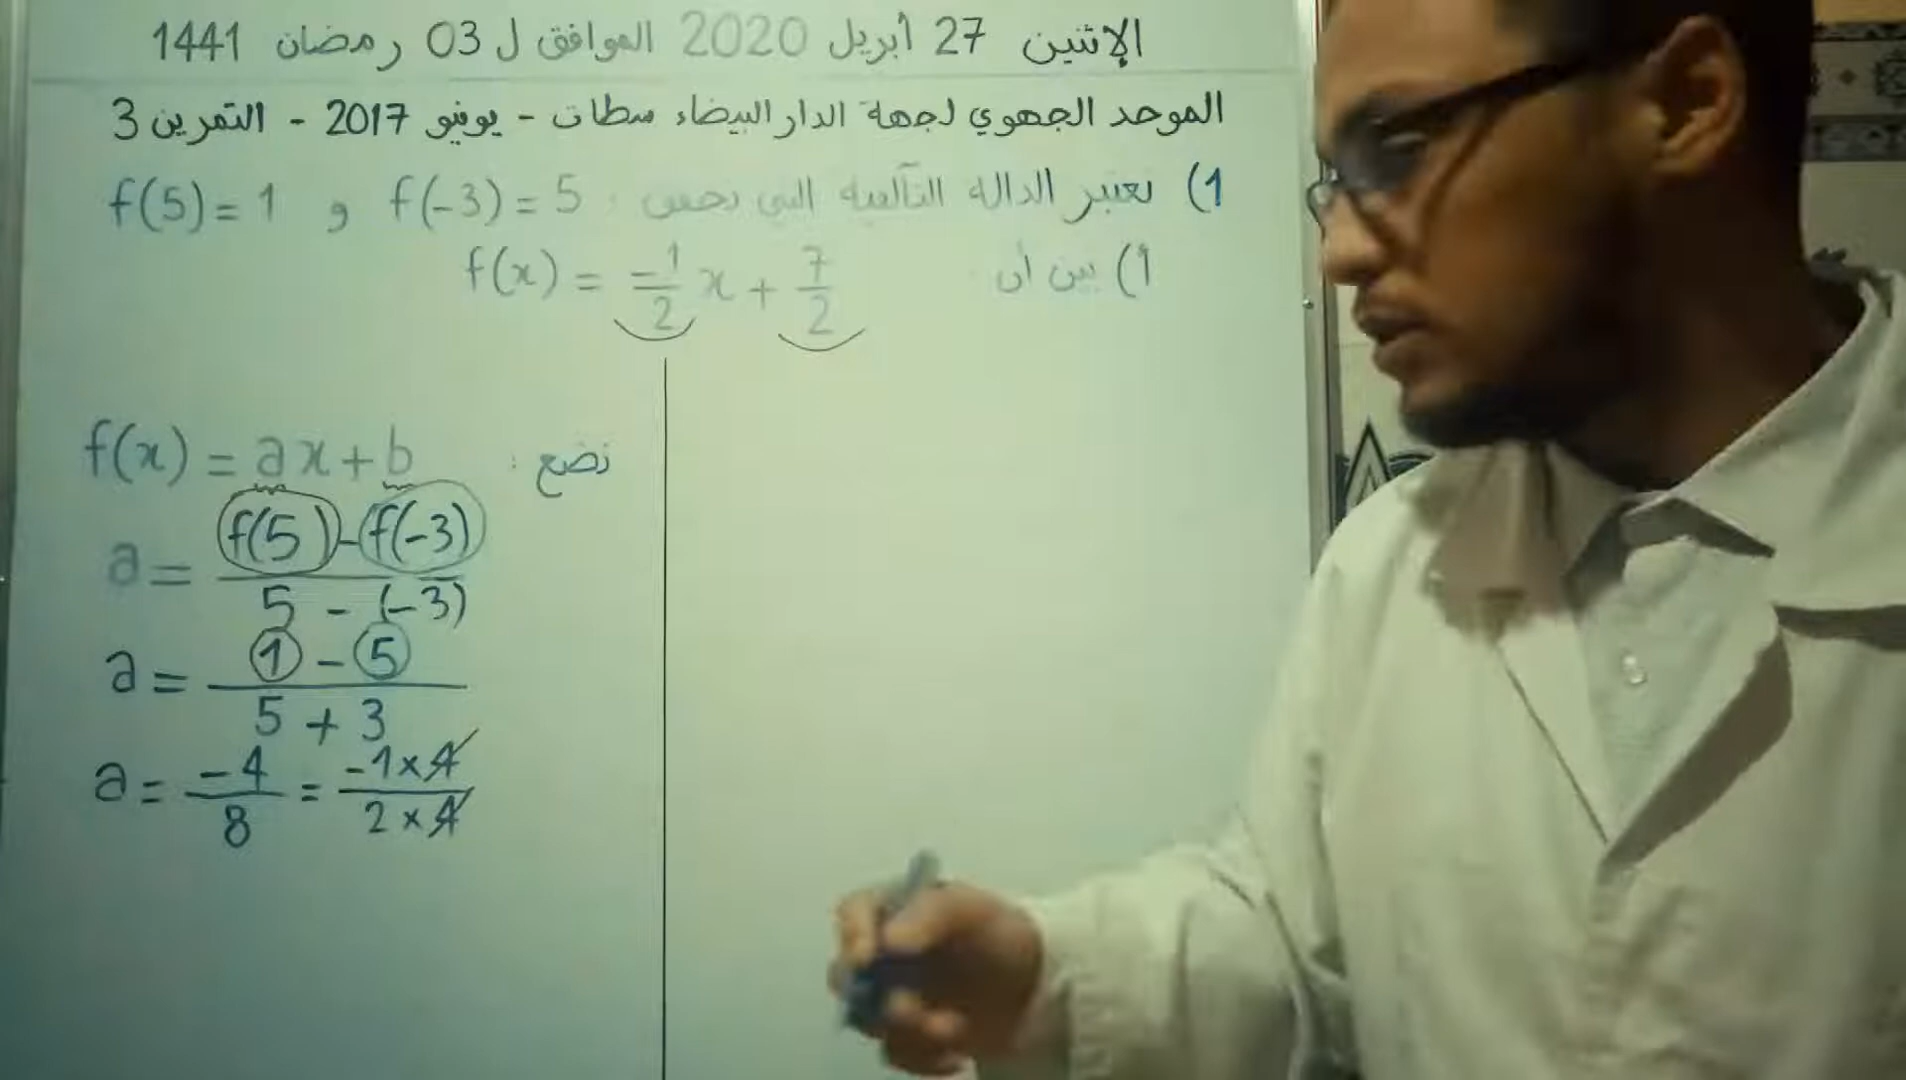 الإثنين 27 أبريل 2020 الموافق ل 03 رمضان 1441
الموحد الجهوي لجهة الدار البيضاء سطات - يونيو 2017 - التمرين 3
1) نعتبر الدالة التآلفية التي تحقق : f(-3) = 5 و f(5) = 1
أ) بين أن : f(x) = -1/2 x + 7/2
نضع : f(x) = ax + b
a = f(5) - f(-3) / 5 - (-3)
a = 1 - 5 / 5 + 3
a = -4/8 = -1×4 / 2×4